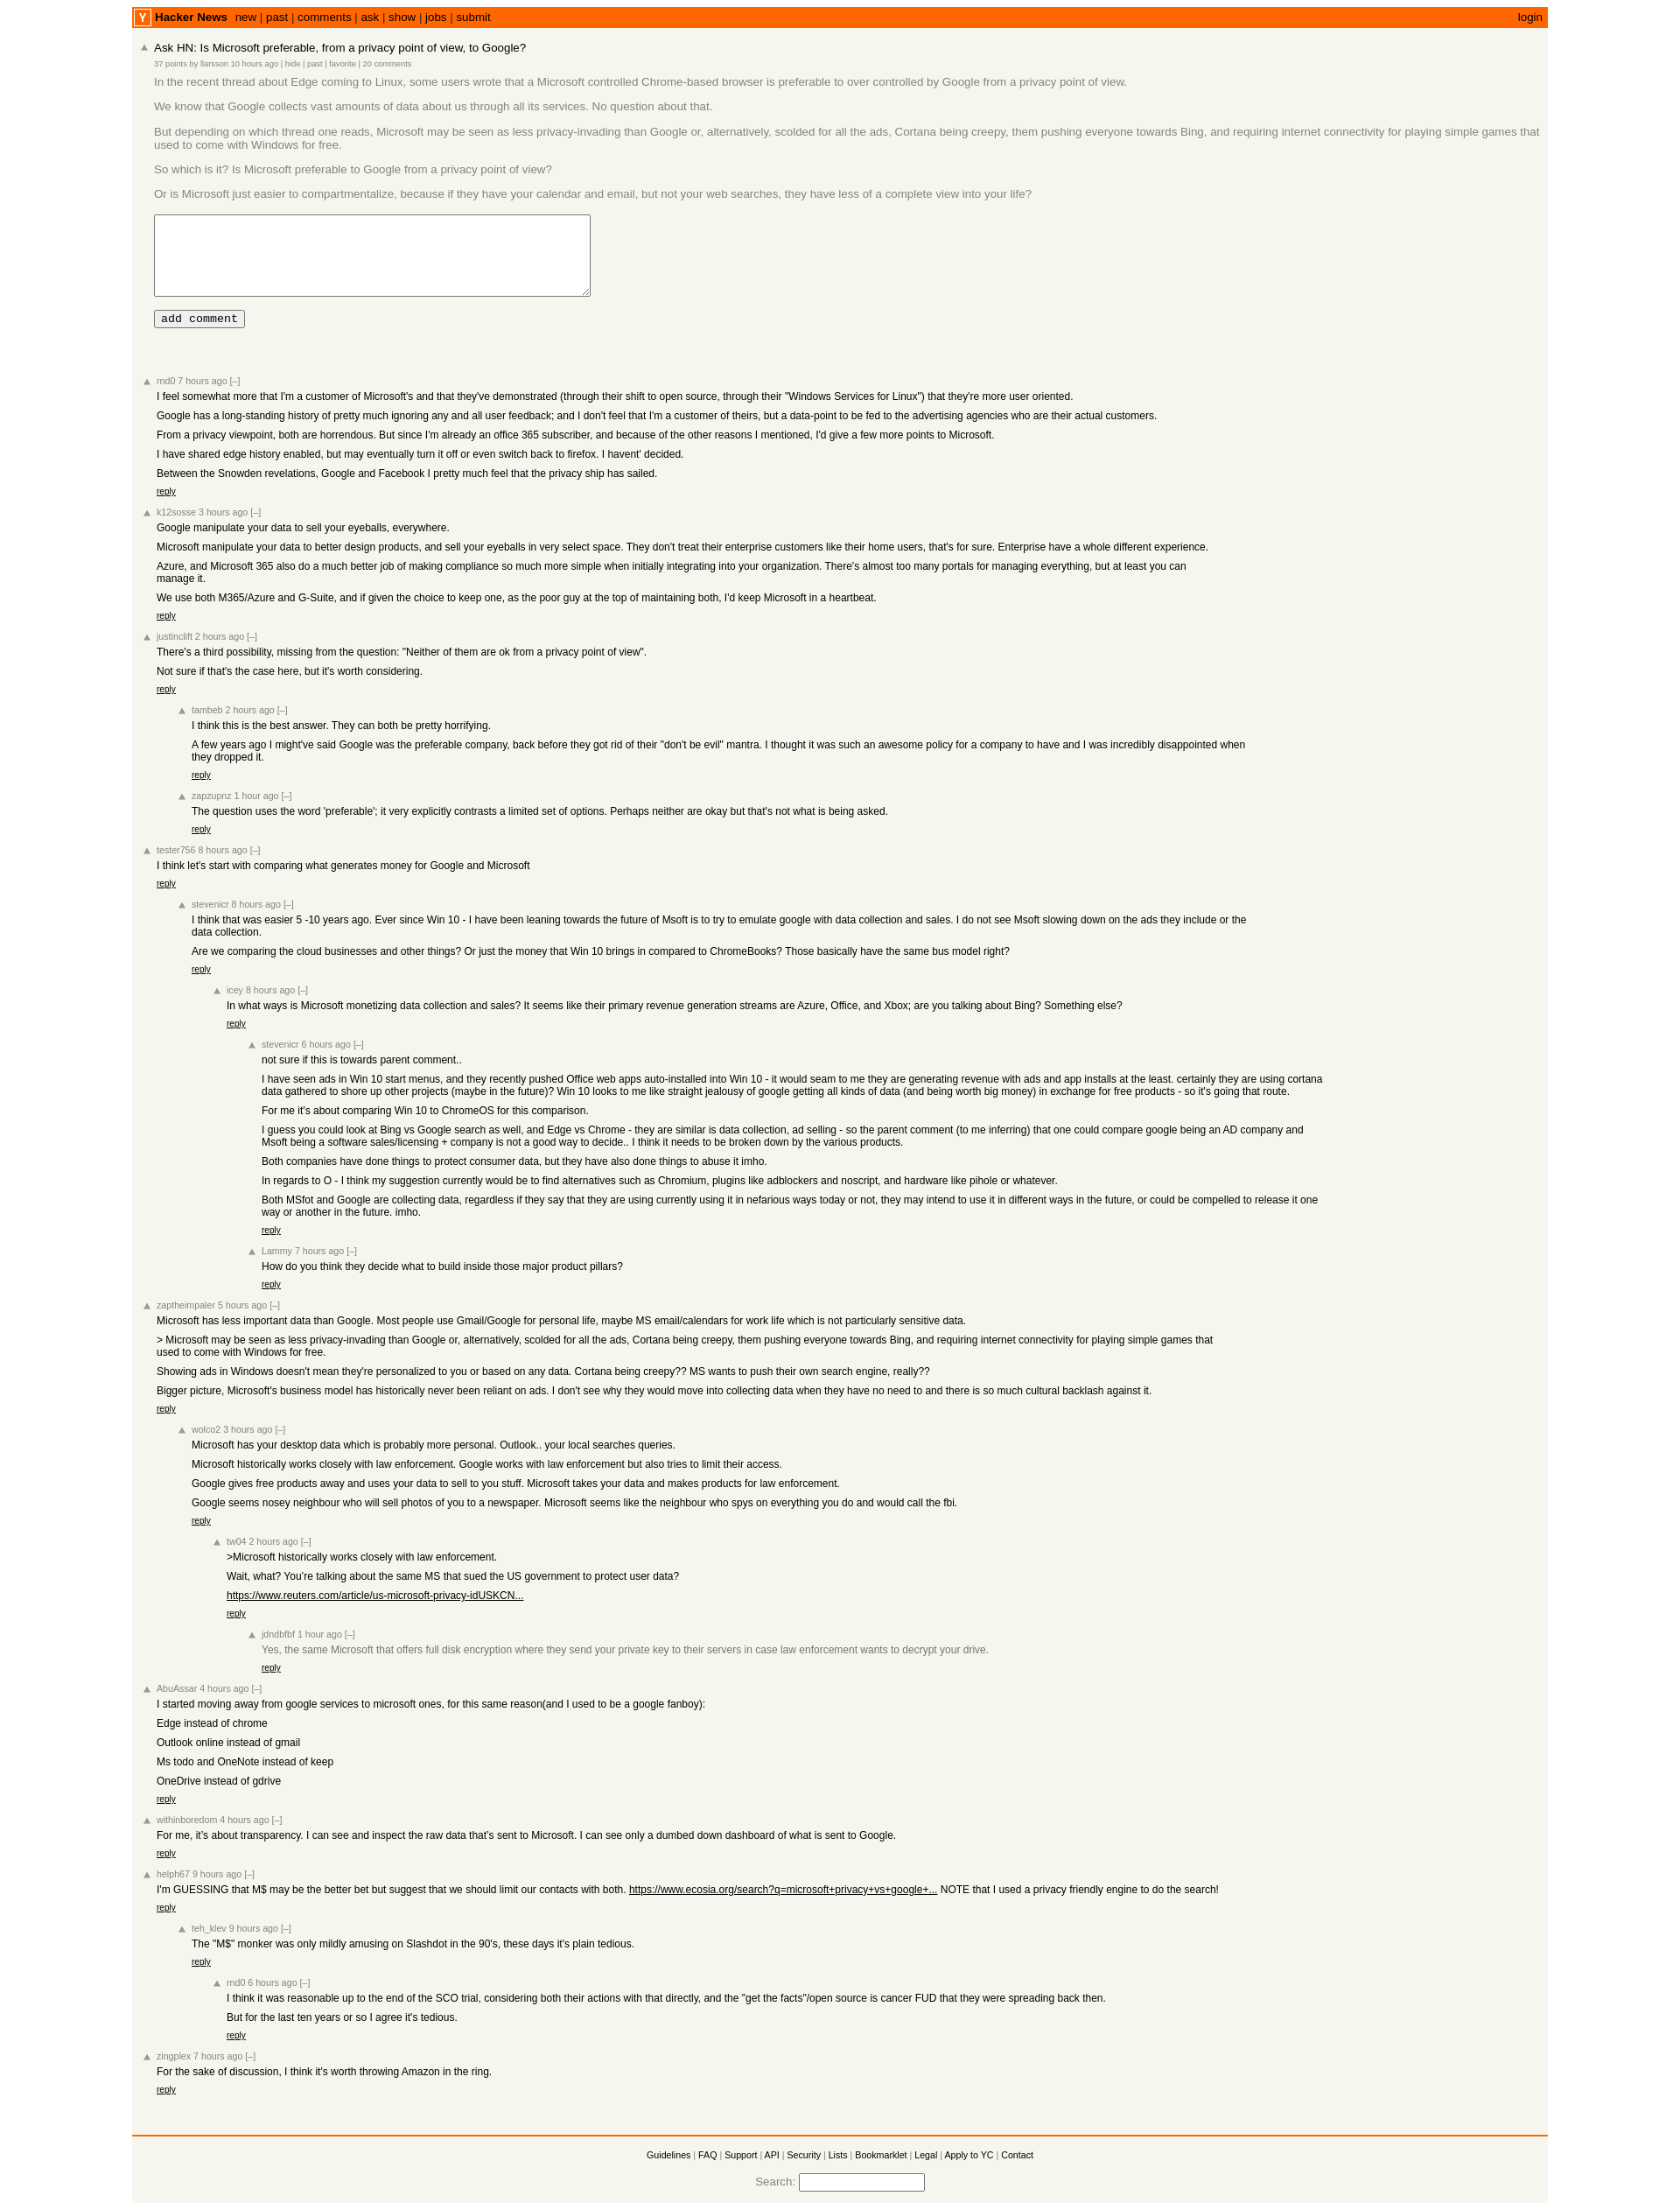 Y Hacker News new | past | comments | ask | show | jobs | submit login
Ask HN: Is Microsoft preferable, from a privacy point of view, to Google?
37 points by llarsson 10 hours ago | hide | past | favorite | 20 comments
In the recent thread about Edge coming to Linux, some users wrote that a Microsoft controlled Chrome-based browser is preferable to over controlled by Google from a privacy point of view.
We know that Google collects vast amounts of data about us through all its services. No question about that.
But depending on which thread one reads, Microsoft may be seen as less privacy-invading than Google or, alternatively, scolded for all the ads, Cortana being creepy, them pushing everyone towards Bing, and requiring internet connectivity for playing simple games that
used to come with Windows for free.
So which is it? Is Microsoft preferable to Google from a privacy point of view?
Or is Microsoft just easier to compartmentalize, because if they have your calendar and email, but not your web searches, they have less of a complete view into your life?
add comment
rnd0 7 hours ago [–]
I feel somewhat more that I'm a customer of Microsoft's and that they've demonstrated (through their shift to open source, through their "Windows Services for Linux") that they're more user oriented.
Google has a long-standing history of pretty much ignoring any and all user feedback; and I don't feel that I'm a customer of theirs, but a data-point to be fed to the advertising agencies who are their actual customers.
From a privacy viewpoint, both are horrendous. But since I'm already an office 365 subscriber, and because of the other reasons I mentioned, I'd give a few more points to Microsoft.
I have shared edge history enabled, but may eventually turn it off or even switch back to firefox. I havent' decided.
Between the Snowden revelations, Google and Facebook I pretty much feel that the privacy ship has sailed.
reply
k12sosse 3 hours ago [–]
Google manipulate your data to sell your eyeballs, everywhere.
Microsoft manipulate your data to better design products, and sell your eyeballs in very select space. They don't treat their enterprise customers like their home users, that's for sure. Enterprise have a whole different experience.
Azure, and Microsoft 365 also do a much better job of making compliance so much more simple when initially integrating into your organization. There's almost too many portals for managing everything, but at least you can
manage it.
We use both M365/Azure and G-Suite, and if given the choice to keep one, as the poor guy at the top of maintaining both, I'd keep Microsoft in a heartbeat.
reply
justinclift 2 hours ago [–]
There's a third possibility, missing from the question: "Neither of them are ok from a privacy point of view".
Not sure if that's the case here, but it's worth considering.
reply
tambeb 2 hours ago [–]
I think this is the best answer. They can both be pretty horrifying.
A few years ago I might've said Google was the preferable company, back before they got rid of their "don't be evil" mantra. I thought it was such an awesome policy for a company to have and I was incredibly disappointed when
they dropped it.
reply
zapzupnz 1 hour ago [–]
The question uses the word 'preferable'; it very explicitly contrasts a limited set of options. Perhaps neither are okay but that's not what is being asked.
reply
tester756 8 hours ago [–]
I think let's start with comparing what generates money for Google and Microsoft
reply
stevenicr 8 hours ago [–]
I think that was easier 5 -10 years ago. Ever since Win 10 - I have been leaning towards the future of Msoft is to try to emulate google with data collection and sales. I do not see Msoft slowing down on the ads they include or the
data collection.
Are we comparing the cloud businesses and other things? Or just the money that Win 10 brings in compared to ChromeBooks? Those basically have the same bus model right?
reply
icey 8 hours ago [–]
In what ways is Microsoft monetizing data collection and sales? It seems like their primary revenue generation streams are Azure, Office, and Xbox; are you talking about Bing? Something else?
reply
stevenicr 6 hours ago [–]
not sure if this is towards parent comment..
I have seen ads in Win 10 start menus, and they recently pushed Office web apps auto-installed into Win 10 - it would seam to me they are generating revenue with ads and app installs at the least. certainly they are using cortana
data gathered to shore up other projects (maybe in the future)? Win 10 looks to me like straight jealousy of google getting all kinds of data (and being worth big money) in exchange for free products - so it's going that route.
For me it's about comparing Win 10 to ChromeOS for this comparison.
I guess you could look at Bing vs Google search as well, and Edge vs Chrome - they are similar is data collection, ad selling - so the parent comment (to me inferring) that one could compare google being an AD company and
Msoft being a software sales/licensing + company is not a good way to decide.. I think it needs to be broken down by the various products.
Both companies have done things to protect consumer data, but they have also done things to abuse it imho.
In regards to O - I think my suggestion currently would be to find alternatives such as Chromium, plugins like adblockers and noscript, and hardware like pihole or whatever.
Both MSfot and Google are collecting data, regardless if they say that they are using currently using it in nefarious ways today or not, they may intend to use it in different ways in the future, or could be compelled to release it one
way or another in the future. imho.
reply
Lammy 7 hours ago [–]
How do you think they decide what to build inside those major product pillars?
reply
zaptheimpaler 5 hours ago [–]
Microsoft has less important data than Google. Most people use Gmail/Google for personal life, maybe MS email/calendars for work life which is not particularly sensitive data.
> Microsoft may be seen as less privacy-invading than Google or, alternatively, scolded for all the ads, Cortana being creepy, them pushing everyone towards Bing, and requiring internet connectivity for playing simple games that
used to come with Windows for free.
Showing ads in Windows doesn't mean they're personalized to you or based on any data. Cortana being creepy?? MS wants to push their own search engine, really??
Bigger picture, Microsoft's business model has historically never been reliant on ads. I don't see why they would move into collecting data when they have no need to and there is so much cultural backlash against it.
reply
wolco2 3 hours ago [–]
Microsoft has your desktop data which is probably more personal. Outlook.. your local searches queries.
Microsoft historically works closely with law enforcement. Google works with law enforcement but also tries to limit their access.
Google gives free products away and uses your data to sell to you stuff. Microsoft takes your data and makes products for law enforcement.
Google seems nosey neighbour who will sell photos of you to a newspaper. Microsoft seems like the neighbour who spys on everything you do and would call the fbi.
reply
tw04 2 hours ago [–]
>Microsoft historically works closely with law enforcement.
Wait, what? You're talking about the same MS that sued the US government to protect user data?
https://www.reuters.com/article/us-microsoft-privacy-idUSKCN...
reply
jdndbfbf 1 hour ago [–]
Yes, the same Microsoft that offers full disk encryption where they send your private key to their servers in case law enforcement wants to decrypt your drive.
reply
AbuAssar 4 hours ago [–]
I started moving away from google services to microsoft ones, for this same reason(and I used to be a google fanboy):
Edge instead of chrome
Outlook online instead of gmail
Ms todo and OneNote instead of keep
OneDrive instead of gdrive
reply
withinboredom 4 hours ago [–]
For me, it's about transparency. I can see and inspect the raw data that's sent to Microsoft. I can see only a dumbed down dashboard of what is sent to Google.
reply
helph67 9 hours ago [–]
I'm GUESSING that M$ may be the better bet but suggest that we should limit our contacts with both. https://www.ecosia.org/search?q=microsoft+privacy+vs+google+... NOTE that I used a privacy friendly engine to do the search!
reply
teh_klev 9 hours ago [–]
The "M$" monker was only mildly amusing on Slashdot in the 90's, these days it's plain tedious.
reply
rnd0 6 hours ago [–]
I think it was reasonable up to the end of the SCO trial, considering both their actions with that directly, and the "get the facts"/open source is cancer FUD that they were spreading back then.
But for the last ten years or so I agree it's tedious.
reply
zingplex 7 hours ago [–]
For the sake of discussion, I think it's worth throwing Amazon in the ring.
reply
Guidelines | FAQ | Support | API | Security | Lists | Bookmarklet | Legal | Apply to YC | Contact
Search: